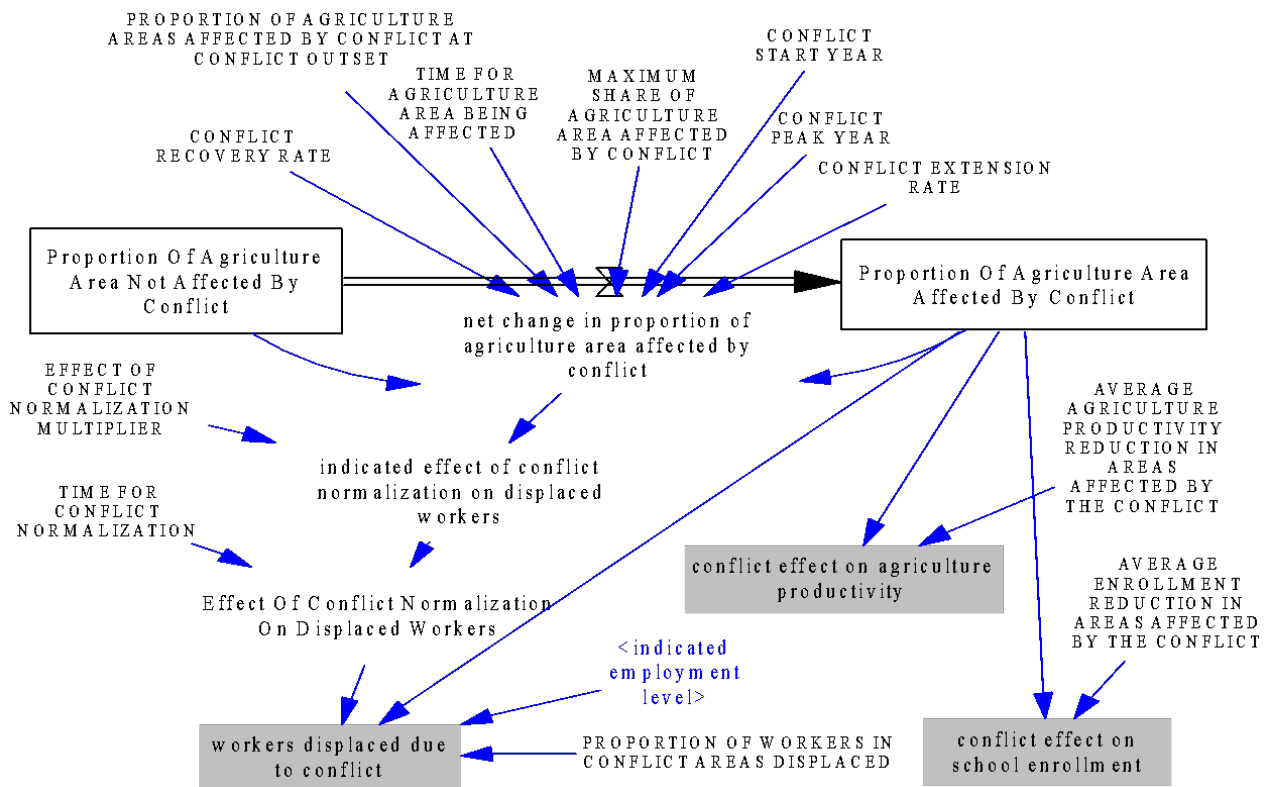 PROPORTION OF AGRICULTURE
AREAS AFFECTED BY CONFLICT AT
CONFLICT OUTSET
CONFLICT
START YEAR
TIME FOR
AGRICULTURE
AREA BEING
AFFECTED
MAXIMUM
SHARE OF
AGRICULTURE
AREA AFFECTED
BY CONFLICT
CONFLICT
PEAK YEAR
CONFLICT
RECOVERY RATE
CONFLICT EXTENSION
RATE
Proportion Of Agriculture
Area Not Affected By
Conflict
Proportion Of Agriculture Area
Affected By Conflict
net change in proportion of
agriculture area affected by
conflict
EFFECT OF
CONFLICT
NORMALIZATION
MULTIPLIER
AVERAGE
AGRICULTURE
PRODUCTIVITY
REDUCTION IN
AREAS
AFFECTED BY
THE CONFLICT
indicated effect of conflict
normalization on displaced
workers
TIME FOR
CONFLICT
NORMALIZATION
conflict effect on agriculture
productivity
AVERAGE
ENROLLMENT
REDUCTION IN
AREAS AFFECTED
BY THE CONFLICT
Effect Of Conflict Normalization
On Displaced Workers
<indicated
employment
level>
workers displaced due
to conflict
PROPORTION OF WORKERS IN
CONFLICT AREAS DISPLACED
conflict effect on
school enrollment